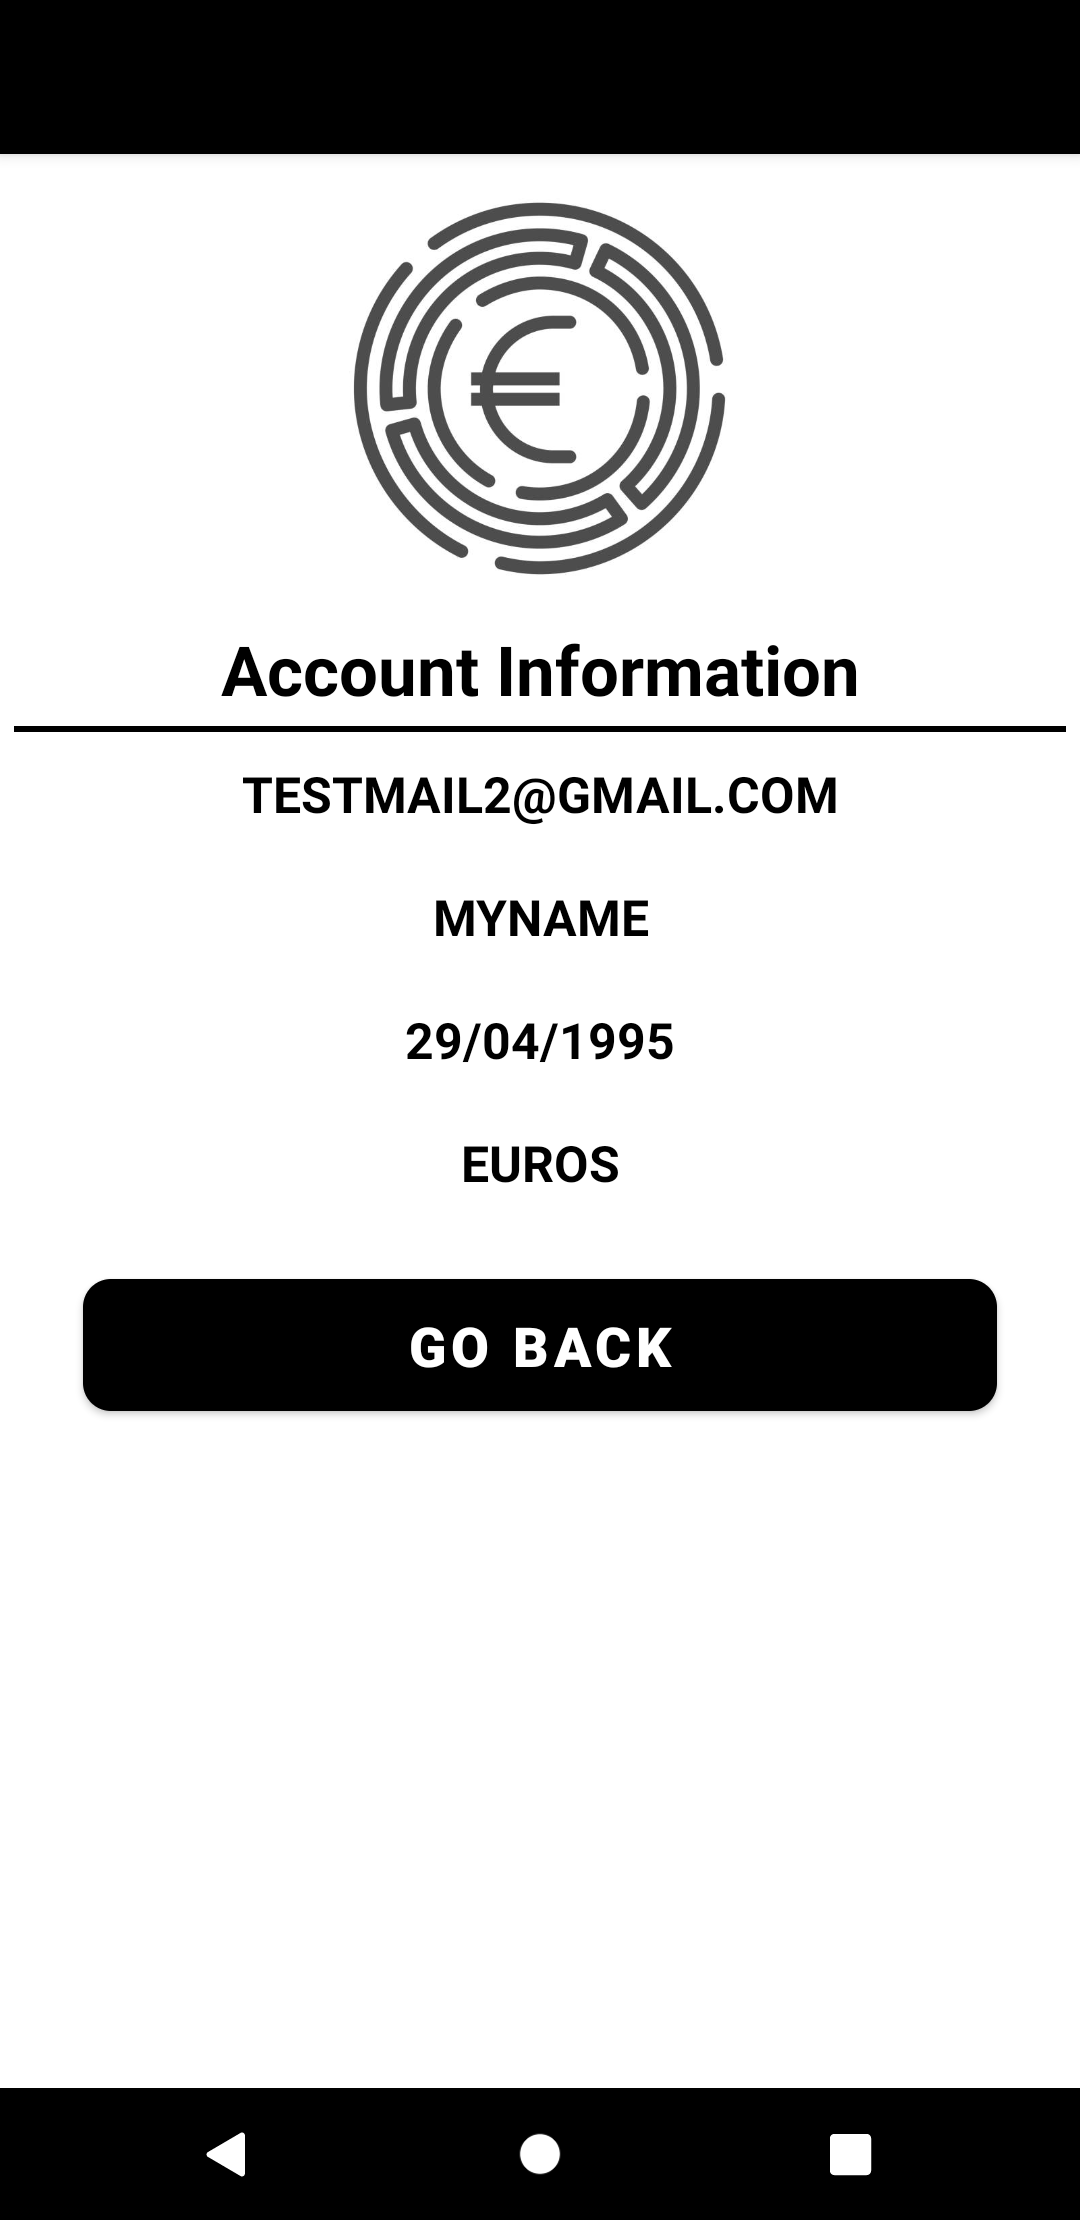 €
Account Information
TESTMAIL2@GMAIL.COM
MYNAME
29/04/1995
EUROS
GO BACK